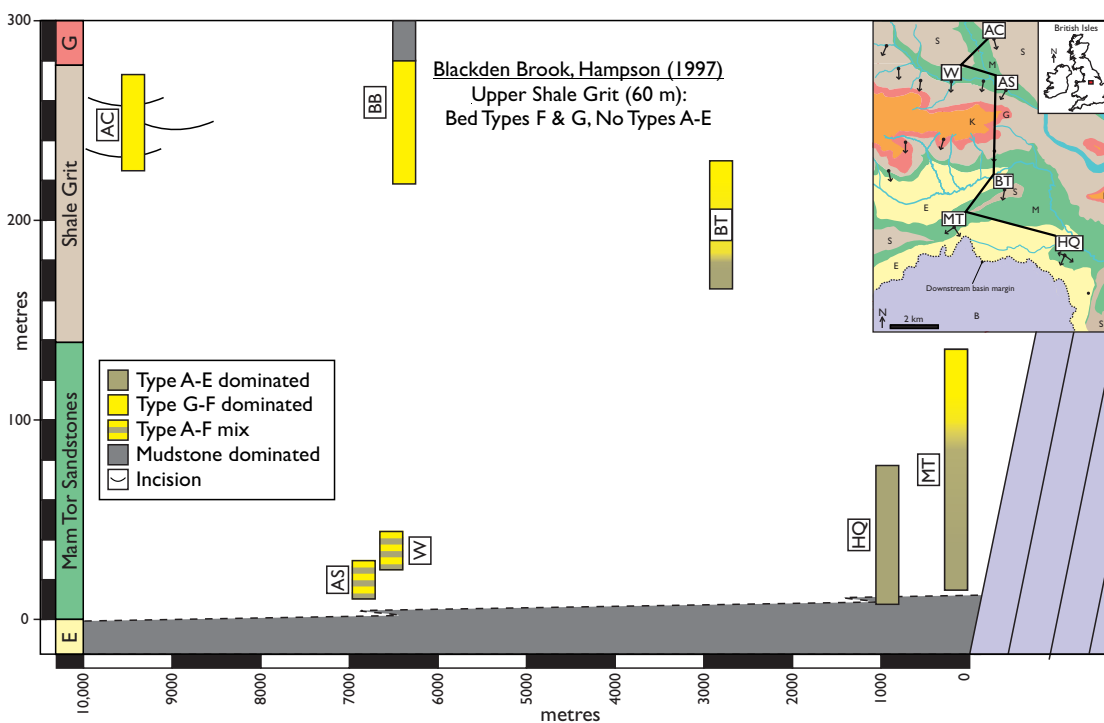 300
200
100
0
metres
G
Shale Grit
Mam Tor Sandstones
E
AC
BB
Blackden Brook, Hampson (1997)
Upper Shale Grit (60 m):
Bed Types F & G, No Types A-E
BT
Type A-E dominated
Type G-F dominated
Type A-F mix
Mudstone dominated
Incision
AS
W
HQ
MT
10,000
9000
8000
7000
6000
5000
4000
3000
2000
1000
0
metres
British Isles
N
AC
S
S
M
W
AS
K
G
BT
S
E
M
MT
S
HQ
E
Downstream basin margin
N
2 km
B
S